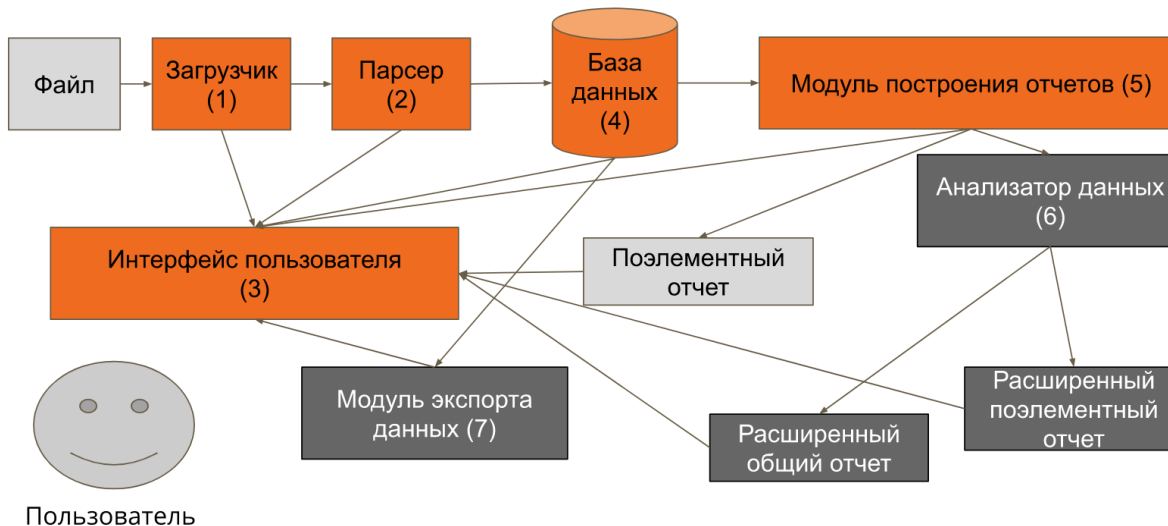 Файл
Загрузчик
(1)
Парсер
(2)
База
данных
(4)
Модуль построения отчетов (5)
Анализатор данных
(6)
Интерфейс пользователя
(3)
Поэлементный
отчет
Модуль экспорта
данных (7)
Расширенный
общий отчет
Расширенный
поэлементный
отчет
Пользователь